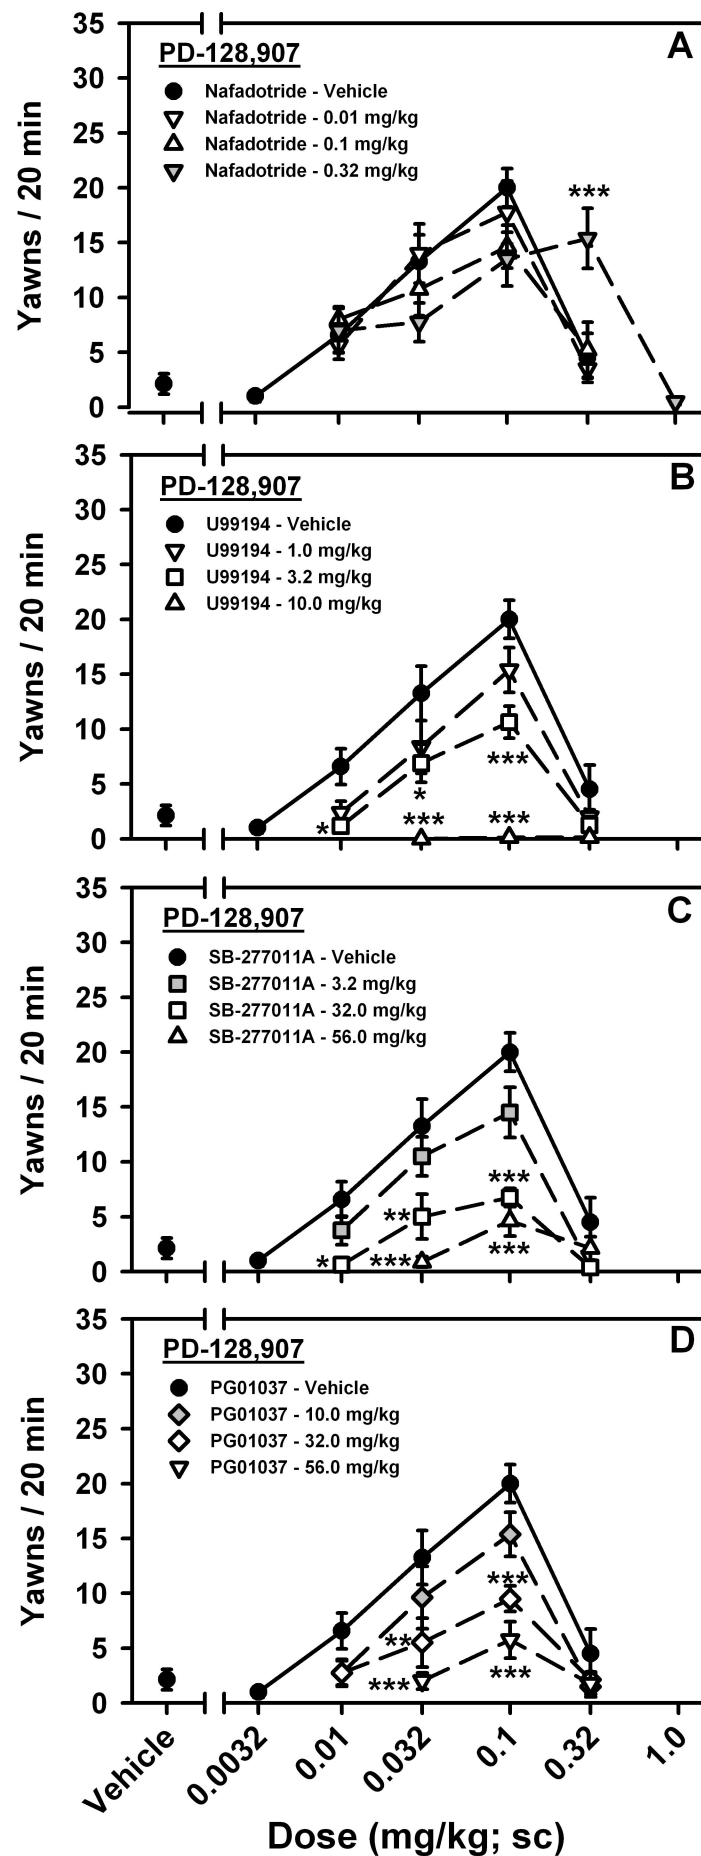 35
30
25
20
15
10
5
0
Yawns / 20 min
PD-128,907
A
Nafadotride - Vehicle
Nafadotride - 0.01 mg/kg
Nafadotride - 0.1 mg/kg
Nafadotride - 0.32 mg/kg
***
35
30
25
20
15
10
5
0
Yawns / 20 min
PD-128,907
B
U99194 - Vehicle
U99194 - 1.0 mg/kg
U99194 - 3.2 mg/kg
U99194 - 10.0 mg/kg
***
*
***
***
*
35
30
25
20
15
10
5
0
Yawns / 20 min
PD-128,907
C
SB-277011A - Vehicle
SB-277011A - 3.2 mg/kg
SB-277011A - 32.0 mg/kg
SB-277011A - 56.0 mg/kg
***
**
***
*
***
35
30
25
20
15
10
5
0
Yawns / 20 min
PD-128,907
D
PG01037 - Vehicle
PG01037 - 10.0 mg/kg
PG01037 - 32.0 mg/kg
PG01037 - 56.0 mg/kg
***
**
***
***
Vehicle
0.0032
0.01
0.032
0.1
0.32
1.0
Dose (mg/kg; sc)